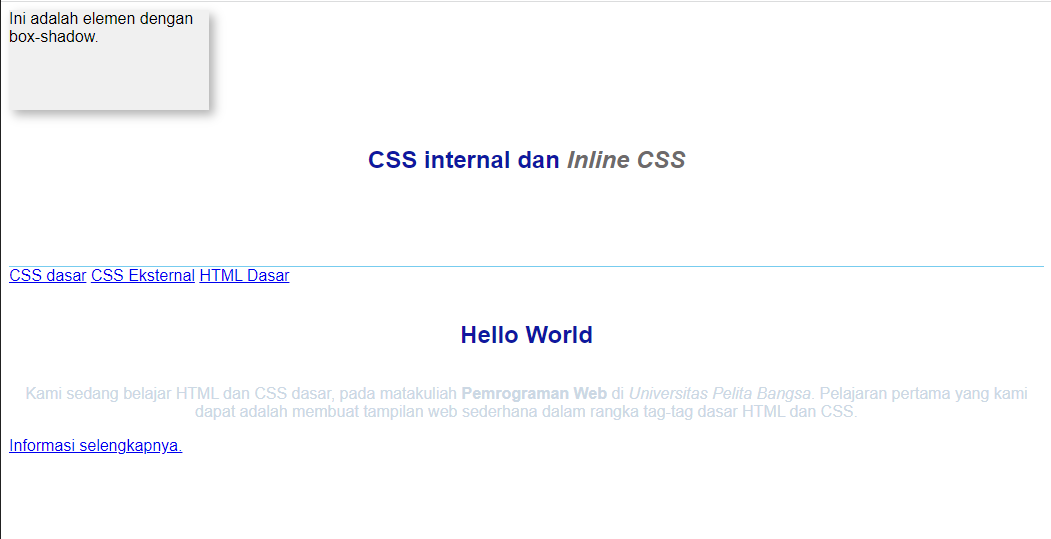 Ini adalah elemen dengan
box-shadow.
CSS internal dan Inline CSS
CSS dasar CSS Eksternal HTML Dasar
Hello World
Kami sedang belajar HTML dan CSS dasar, pada matakuliah Pemrograman Web di Universitas Pelita Bangsa. Pelajaran pertama yang kami
dapat adalah membuat tampilan web sederhana dalam rangka tag-tag dasar HTML dan CSS.
Informasi selengkapnya.